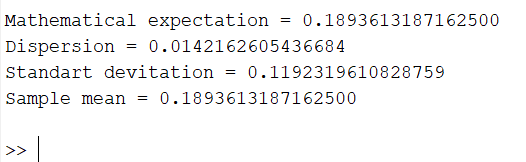 Mathematical expectation = 0.1893613187162500
Dispersion = 0.0142162605436684
Standart devitation = 0.1192319610828759
Sample mean = 0.1893613187162500
>>